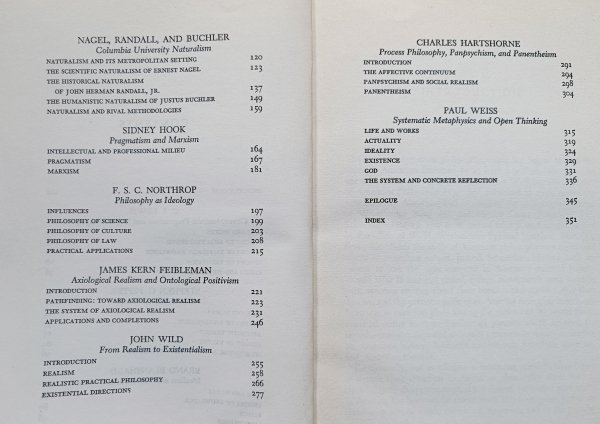 NAGEL, RANDALL, AND BUCHLER
Columbia University Naturalism
NATURALISM AND ITS METROPOLITAN SETTING 120
THE SCIENTIFIC NATURALISM OF ERNEST NAGEL 123
THE HISTORICAL NATURALISM
OF JOHN HERMAN RANDALL, JR. 137
THE HUMANISTIC NATURALISM OF JUSTUS BUCHLER 149
NATURALISM AND RIVAL METHODOLOGIES 159
SIDNEY HOOK
Pragmatism and Marxism
INTELLECTUAL AND PROFESSIONAL MILIEU 164
PRAGMATISM 167
MARXISM 181
F. S. C. NORTHROP
Philosophy as Ideology
INFLUENCES 197
PHILOSOPHY OF SCIENCE 199
PHILOSOPHY OF CULTURE 203
PHILOSOPHY OF LAW 208
PRACTICAL APPLICATIONS 215
JAMES KERN FEIBLEMAN
Axiological Realism and Ontological Positivism
INTRODUCTION 221
PATHFINDING: TOWARD AXIOLOGICAL REALISM 223
THE SYSTEM OF AXIOLOGICAL REALISM 231
APPLICATIONS AND COMPLETIONS 246
JOHN WILD
From Realism to Existentialism
INTRODUCTION 255
REALISM 258
REALISTIC PRACTICAL PHILOSOPHY 266
EXISTENTIAL DIRECTIONS 277
CHARLES HARTSHORNE
Process Philosophy, Panpsychism, and Panentheism
INTRODUCTION 291
THE AFFECTIVE CONTINUUM 294
PANPSYCHISM AND SOCIAL REALISM 298
PANENTHEISM 304
PAUL WEISS
Systematic Metaphysics and Open Thinking
LIFE AND WORKS 315
ACTUALITY 319
IDEALITY 324
EXISTENCE 329
GOD 331
THE SYSTEM AND CONCRETE REFLECTION 336
EPILOGUE 345
INDEX 351